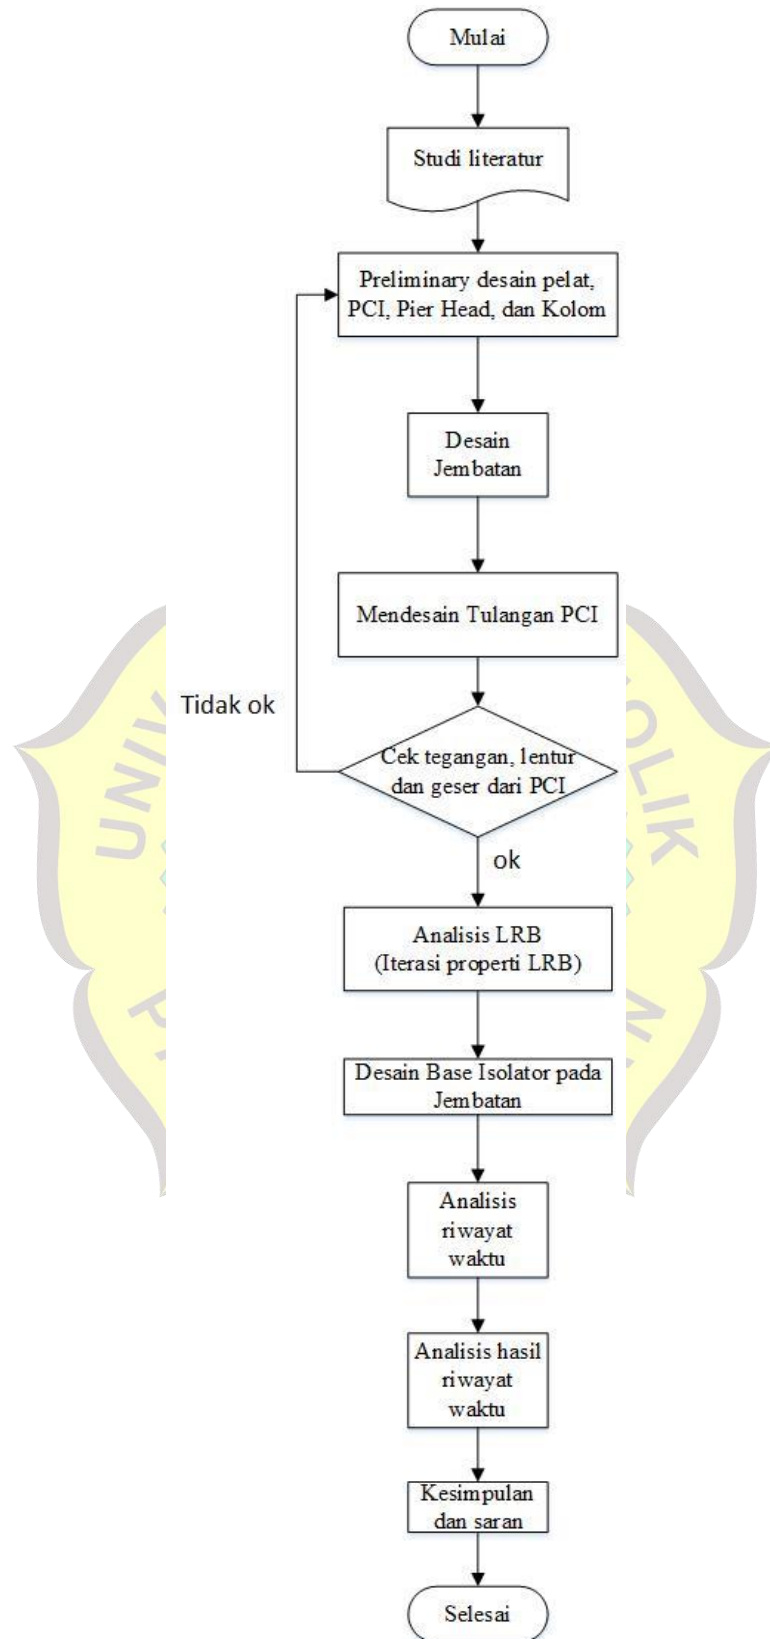 Mulai
Studi literatur
Preliminary desain pelat,
PCI, Pier Head, dan Kolom
Desain
Jembatan
Mendesain Tulangan PCI
Tidak ok
Cek tegangan, lentur
dan geser dari PCI
ok
Analisis LRB
(Iterasi properti LRB)
Desain Base Isolator pada
Jembatan
Analisis
riwayat
waktu
Analisis hasil
riwayat
waktu
Kesimpulan
dan saran
Selesai